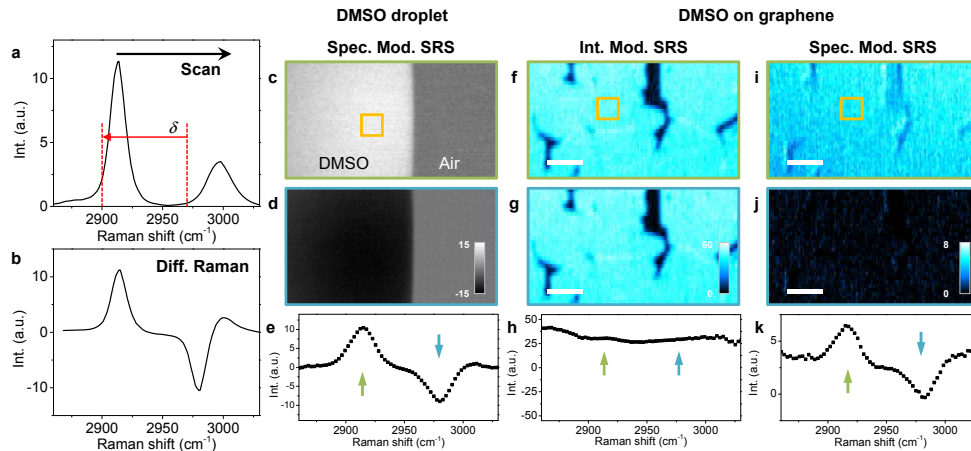 DMSO droplet
DMSO on graphene
Spec. Mod. SRS
Int. Mod. SRS
Spec. Mod. SRS
a
Scan
δ
10
5
0
Int. (a.u.)
2900
2950
3000
Raman shift (cm⁻¹)
b
Diff. Raman
10
0
-10
Int. (a.u.)
2900
2950
3000
Raman shift (cm⁻¹)
c
DMSO
Air
d
15
-15
e
10
5
0
-5
-10
Int. (a.u.)
2900
2950
3000
Raman shift (cm⁻¹)
f
g
60
0
h
50
25
0
-25
-50
Int. (a.u.)
2900
2950
3000
Raman shift (cm⁻¹)
i
j
8
0
k
5
0
Int. (a.u.)
2900
2950
3000
Raman shift (cm⁻¹)